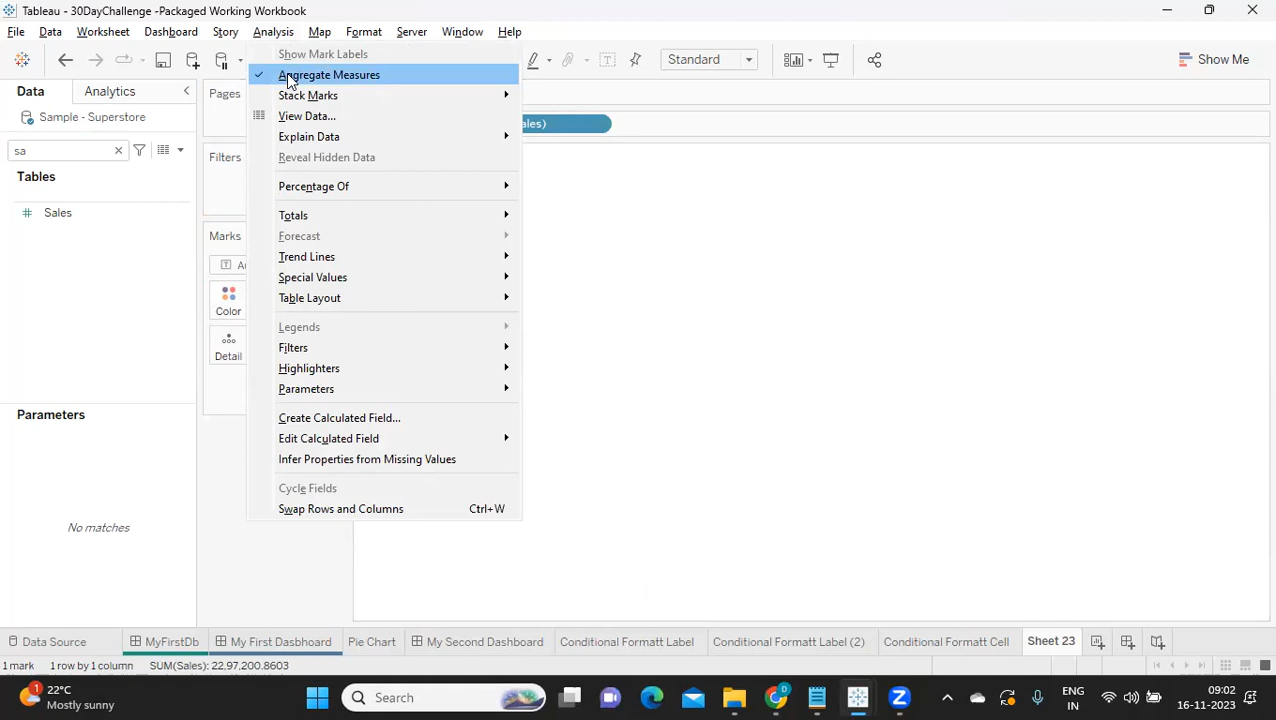 Tableau - 30DayChallenge -Packaged Working Workbook
File Data Worksheet Dashboard Story Analysis Map Format Server Window Help
Show Mark Labels
Standard
Show Me
Data Analytics
Aggregate Measures
Pages
Stack Marks
Sample - Superstore
View Data...
ales)
sa
Explain Data
Filters
Reveal Hidden Data
Tables
Percentage Of
Sales
Totals
Marks
Forecast
Trend Lines
Special Values
Color
Table Layout
Legends
Filters
Detail
Highlighters
Parameters
Parameters
Create Calculated Field...
Edit Calculated Field
Infer Properties from Missing Values
Cycle Fields
Swap Rows and Columns Ctrl+W
No matches
Data Source MyFirstDb My First Dasbhoard Pie Chart My Second Dashboard Conditional Formatt Label Conditional Formatt Label (2) Conditional Formatt Cell Sheet 23
1 mark 1 row by 1 column SUM(Sales): 22,97,200.8603
1
22°C
Mostly sunny
Search
ENG
IN
09:02
16-11-2023